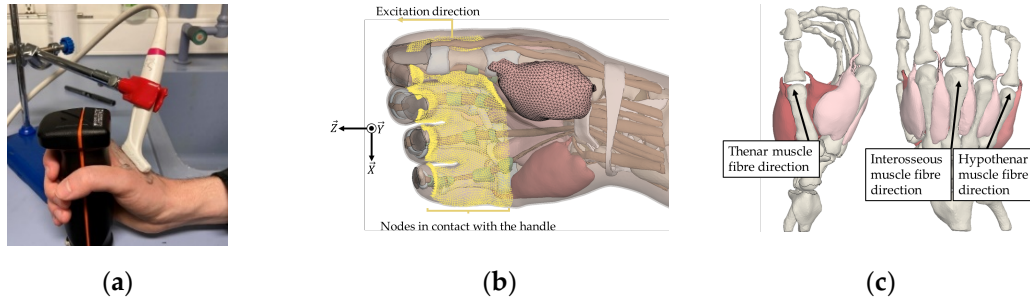 Excitation direction
Z
Y
X
Nodes in contact with the handle
Thenar muscle
fibre direction
Interosseous
muscle fibre
direction
Hypothenar
muscle fibre
direction
(a)
(b)
(c)